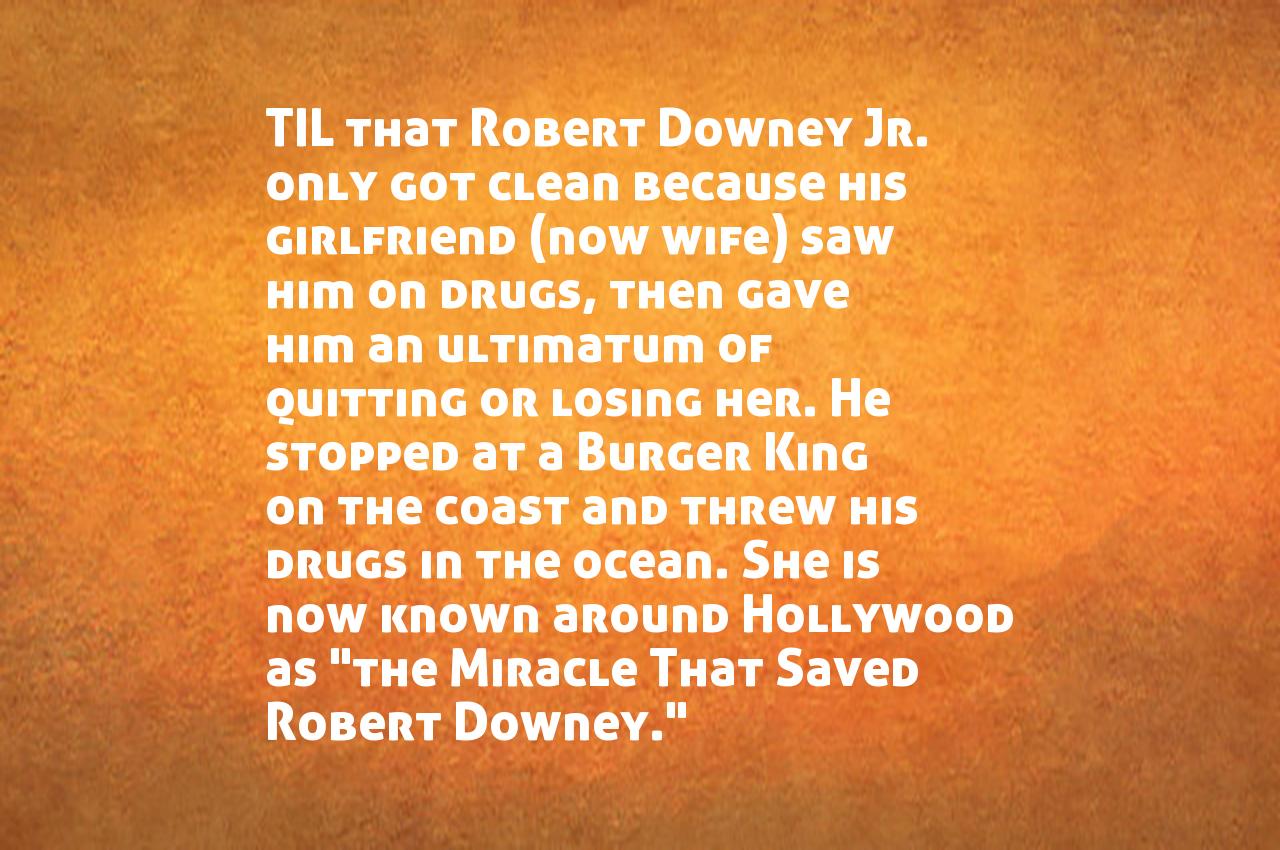 TIL that Robert Downey Jr.
only got clean because his
girlfriend (now wife) saw
him on drugs, then gave
him an ultimatum of
quitting or losing her. He
stopped at a Burger King
on the coast and threw his
drugs in the ocean. She is
now known around Hollywood
as "the Miracle That Saved
Robert Downey."